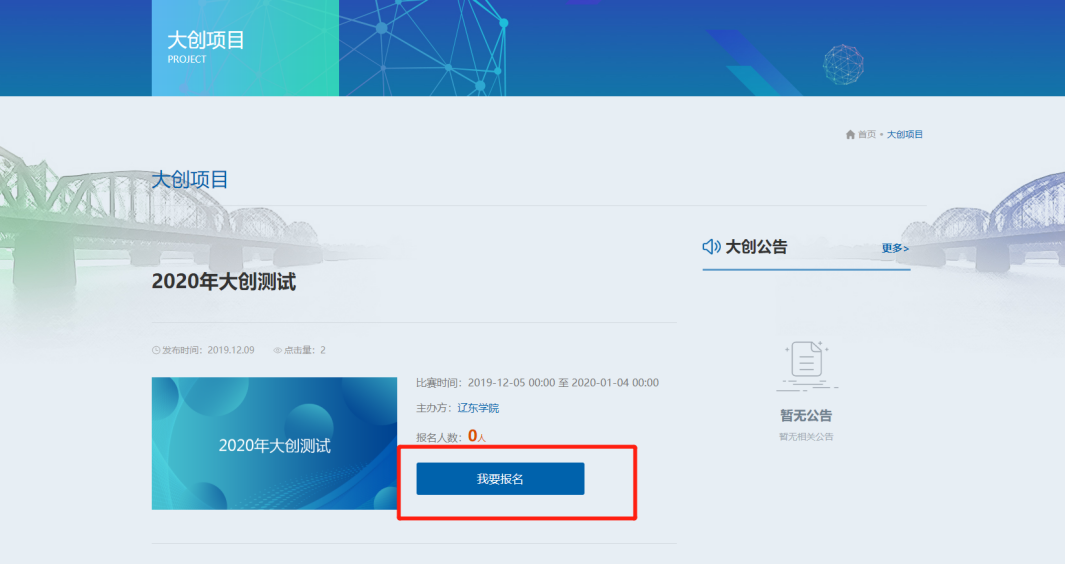 大创项目
PROJECT
首页 • 大创项目
大创项目
大创公告
更多>
2020年大创测试
发布时间：2019.12.09 点击量：2
2020年大创测试
比赛时间：2019-12-05 00:00 至 2020-01-04 00:00
主办方：辽东学院
报名人数：0人
我要报名
暂无公告
暂无相关公告